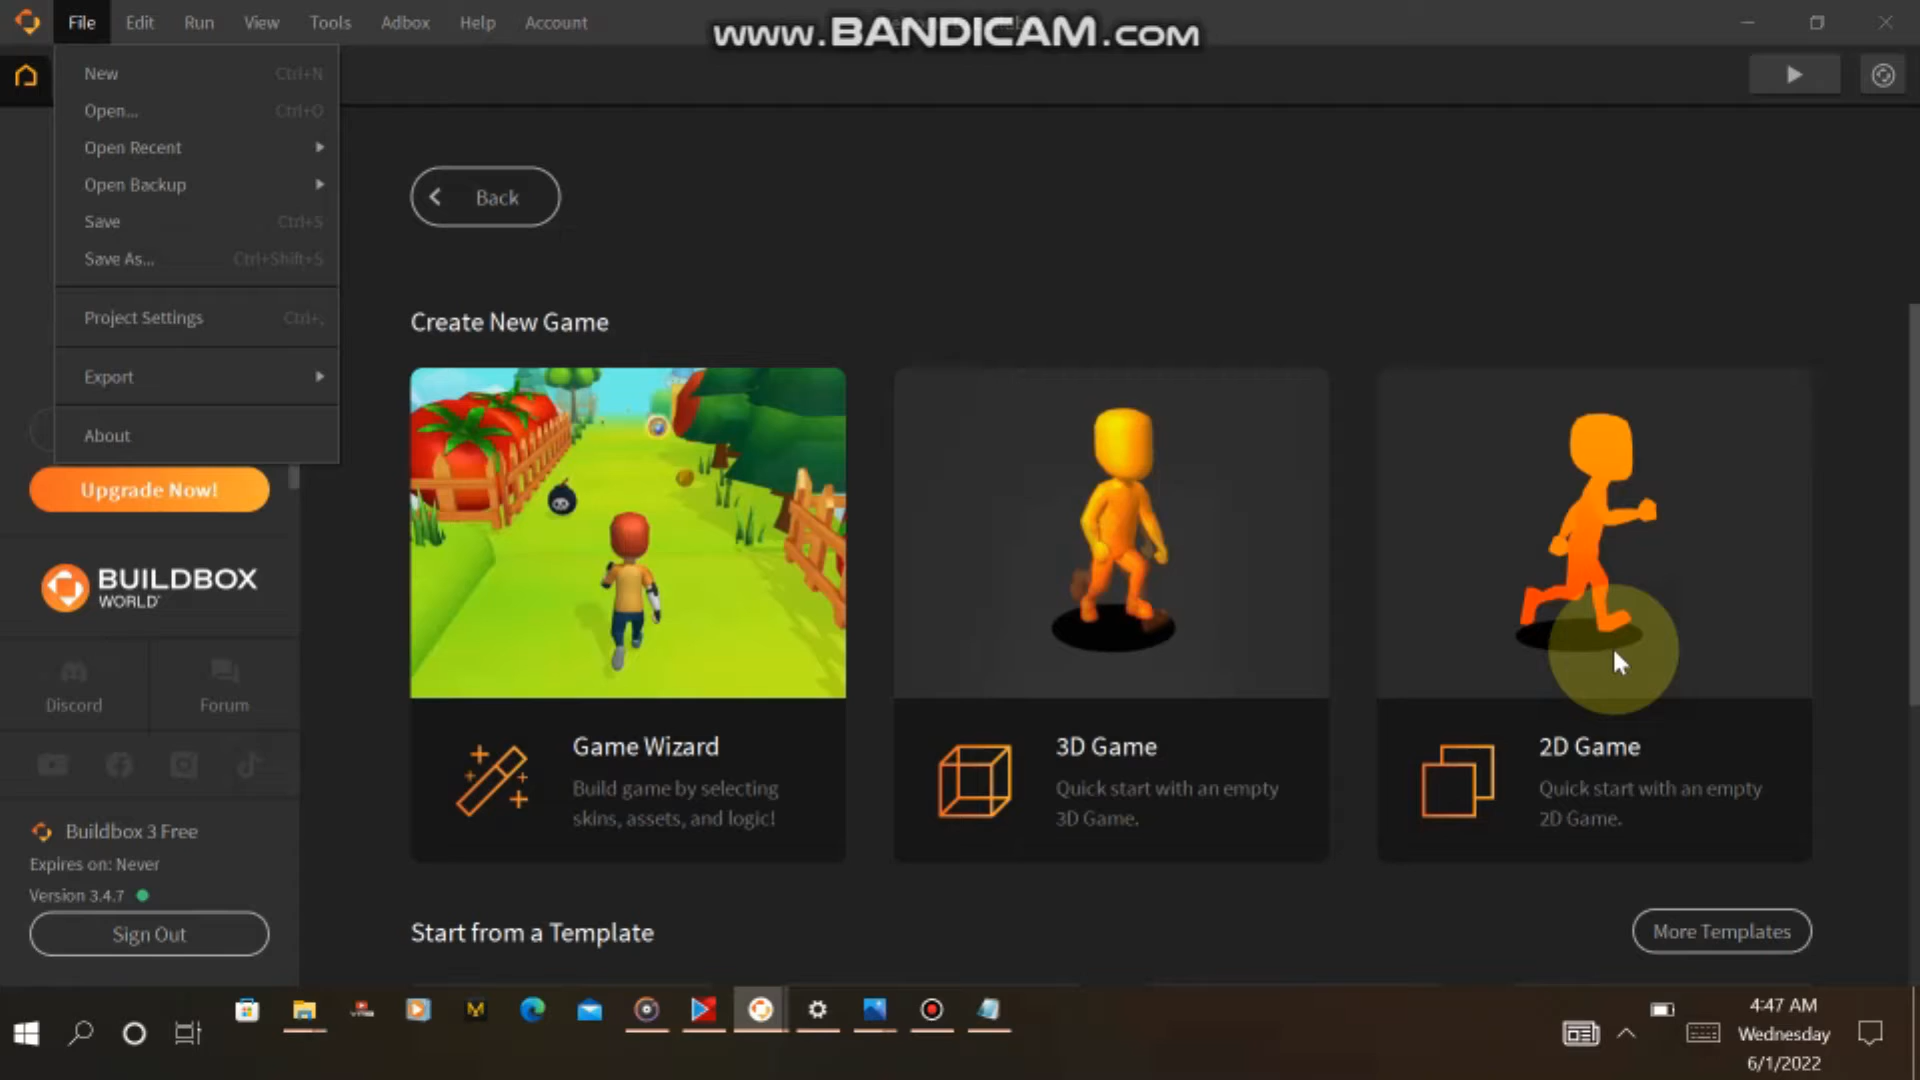 File Edit Run View Tools Adbox Help Account
www.BANDICAM.com
New Ctrl+N
Open... Ctrl+O
Open Recent
Open Backup
Save Ctrl+S
Save As... Ctrl+Shift+S
Project Settings Ctrl+,
Export
About
Upgrade Now!
BUILDBOX
WORLD
Discord Forum
Buildbox 3 Free
Expires on: Never
Version 3.4.7
Sign Out
Back
Create New Game
Game Wizard
Build game by selecting
skins, assets, and logic!
3D Game
Quick start with an empty
3D Game.
2D Game
Quick start with an empty
2D Game.
Start from a Template
More Templates
4:47 AM
Wednesday
6/1/2022